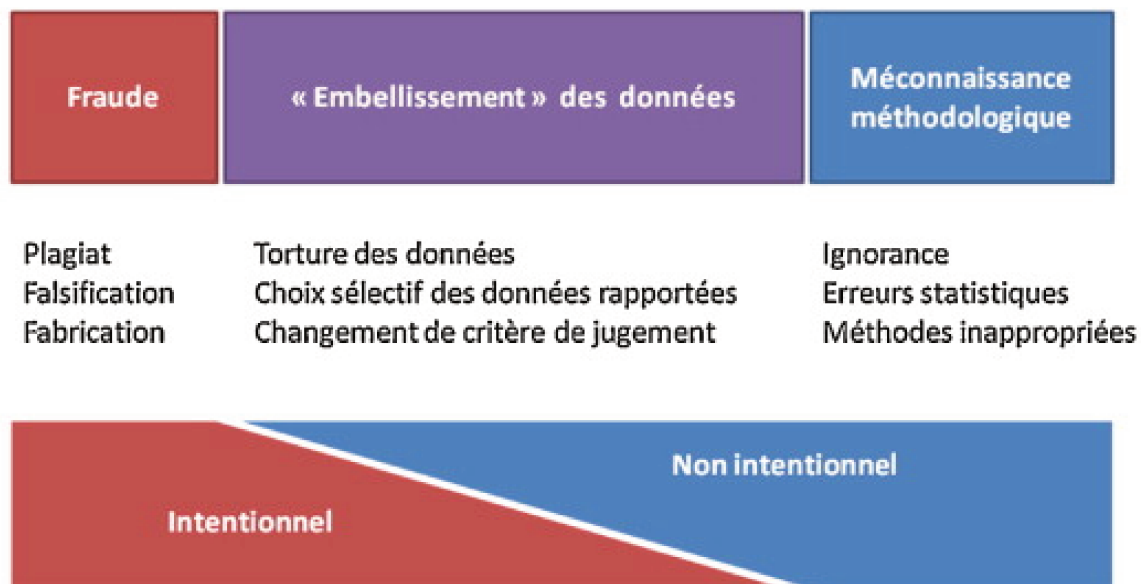 Fraude
« Embellissement » des données
Méconnaissance
méthodologique
Plagiat
Falsification
Fabrication
Torture des données
Choix sélectif des données rapportées
Changement de critère de jugement
Ignorance
Erreurs statistiques
Méthodes inappropriées
Non intentionnel
Intentionnel